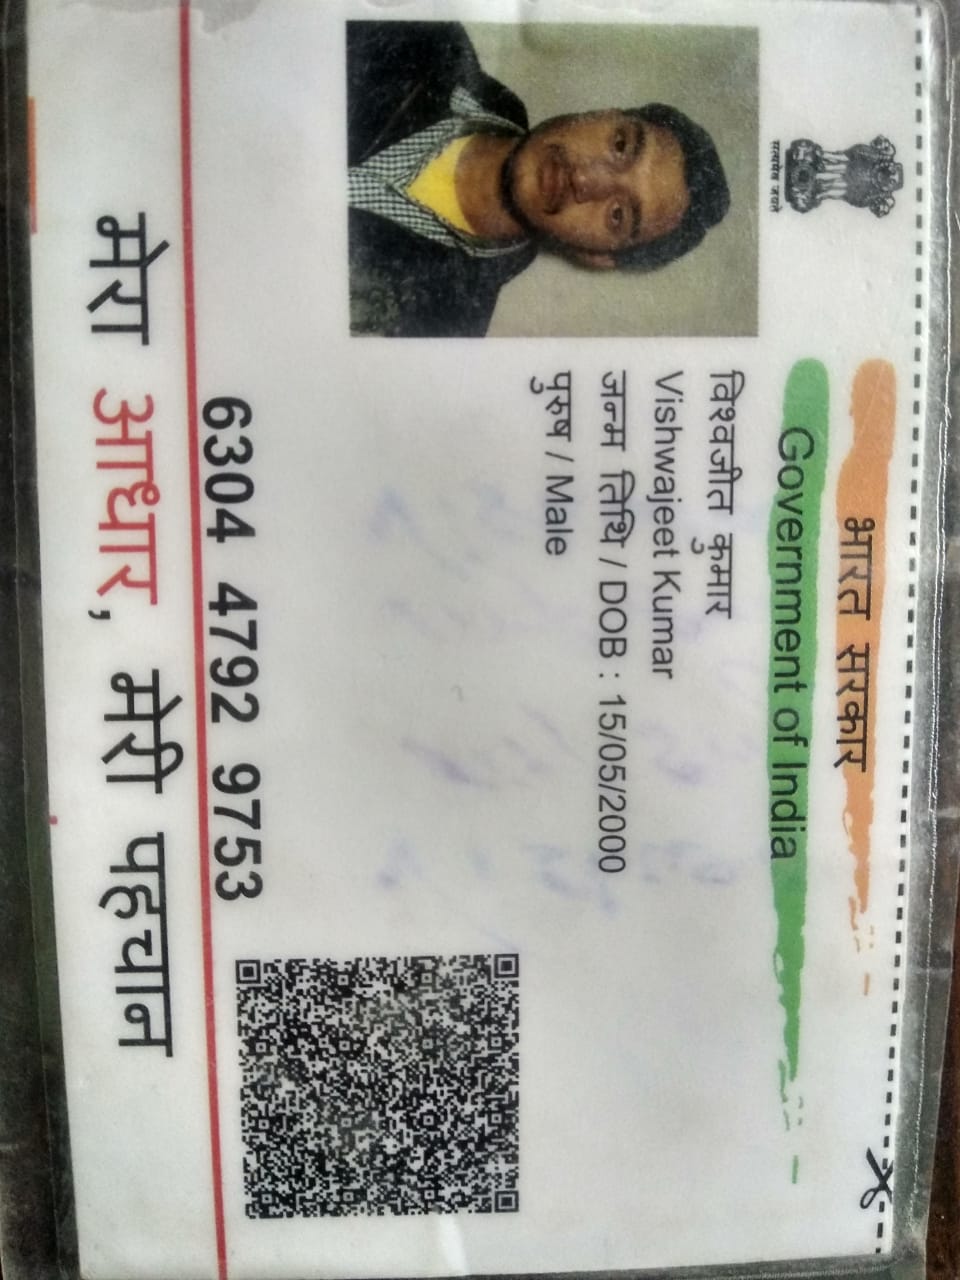 भारत सरकार
Government of India
सत्यमेव जयते
विश्वजीत कुमार
Vishwajeet Kumar
जन्म तिथि / DOB : 15/05/2000
पुरुष / Male
6304 4792 9753
मेरा आधार, मेरी पहचान